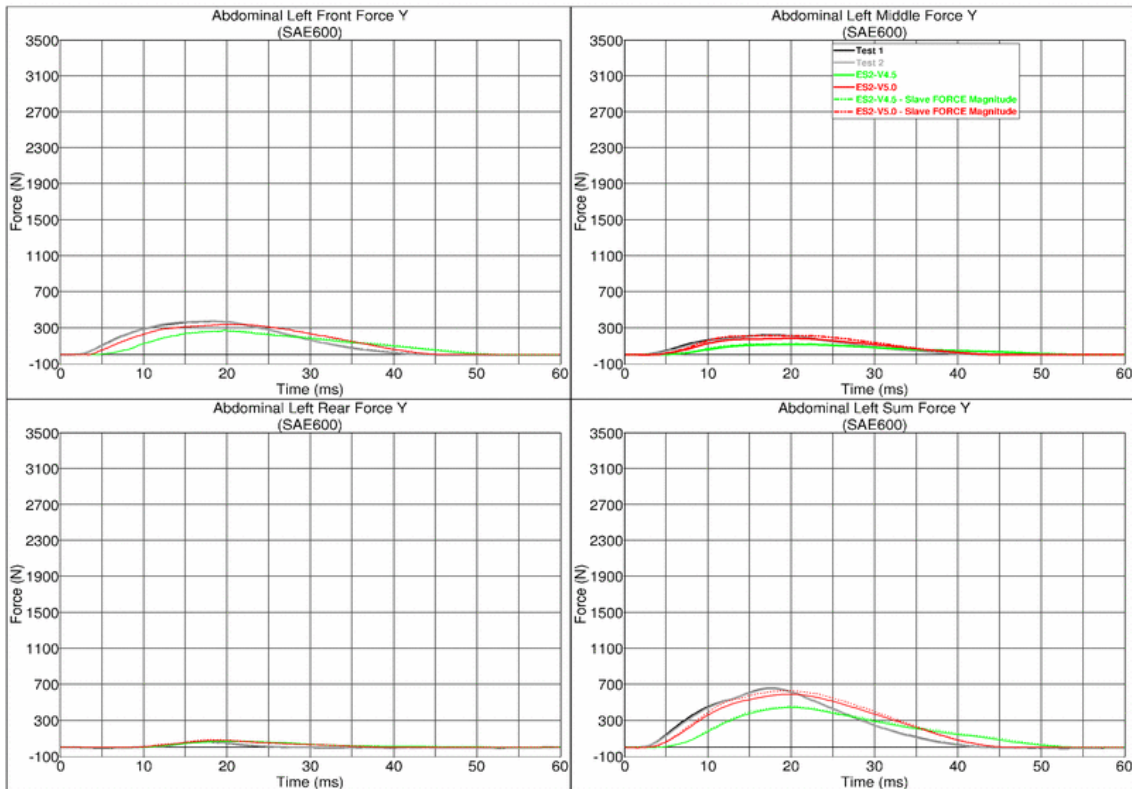 Abdominal Left Front Force Y
(SAE600)
3500
3100
2700
2300
1900
1500
1100
700
300
-100
Force (N)
0 10 20 30 40 50 60
Time (ms)
Abdominal Left Middle Force Y
(SAE600)
Test 1
Test 2
ES2-V4.5
ES2-V5.0
ES2-V4.5 - Slave FORCE Magnitude
ES2-V5.0 - Slave FORCE Magnitude
3500
3100
2700
2300
1900
1500
1100
700
300
-100
Force (N)
0 10 20 30 40 50 60
Time (ms)
Abdominal Left Rear Force Y
(SAE600)
3500
3100
2700
2300
1900
1500
1100
700
300
-100
Force (N)
0 10 20 30 40 50 60
Time (ms)
Abdominal Left Sum Force Y
(SAE600)
3500
3100
2700
2300
1900
1500
1100
700
300
-100
Force (N)
0 10 20 30 40 50 60
Time (ms)